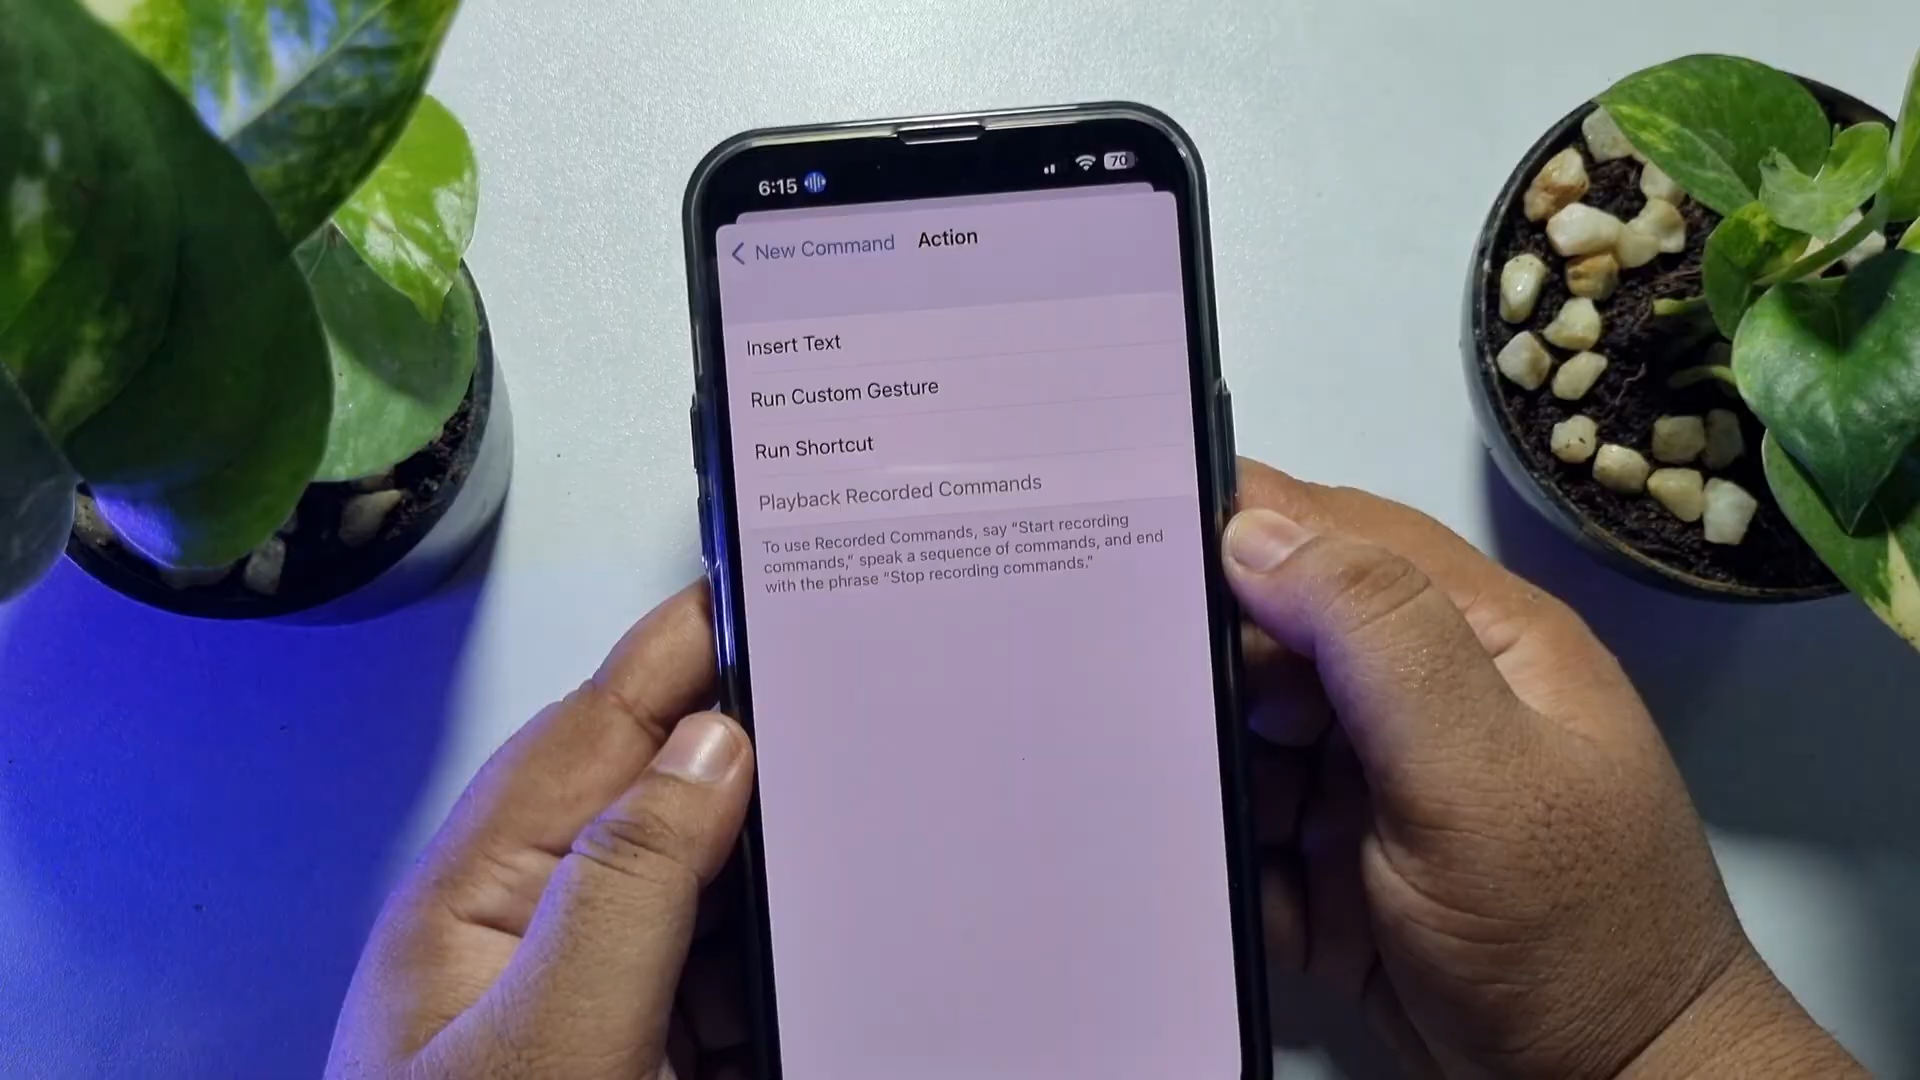 6:15
70
New Command
Action
Insert Text
Run Custom Gesture
Run Shortcut
Playback Recorded Commands
To use Recorded Commands, say “Start recording
commands,” speak a sequence of commands, and end
with the phrase “Stop recording commands.”